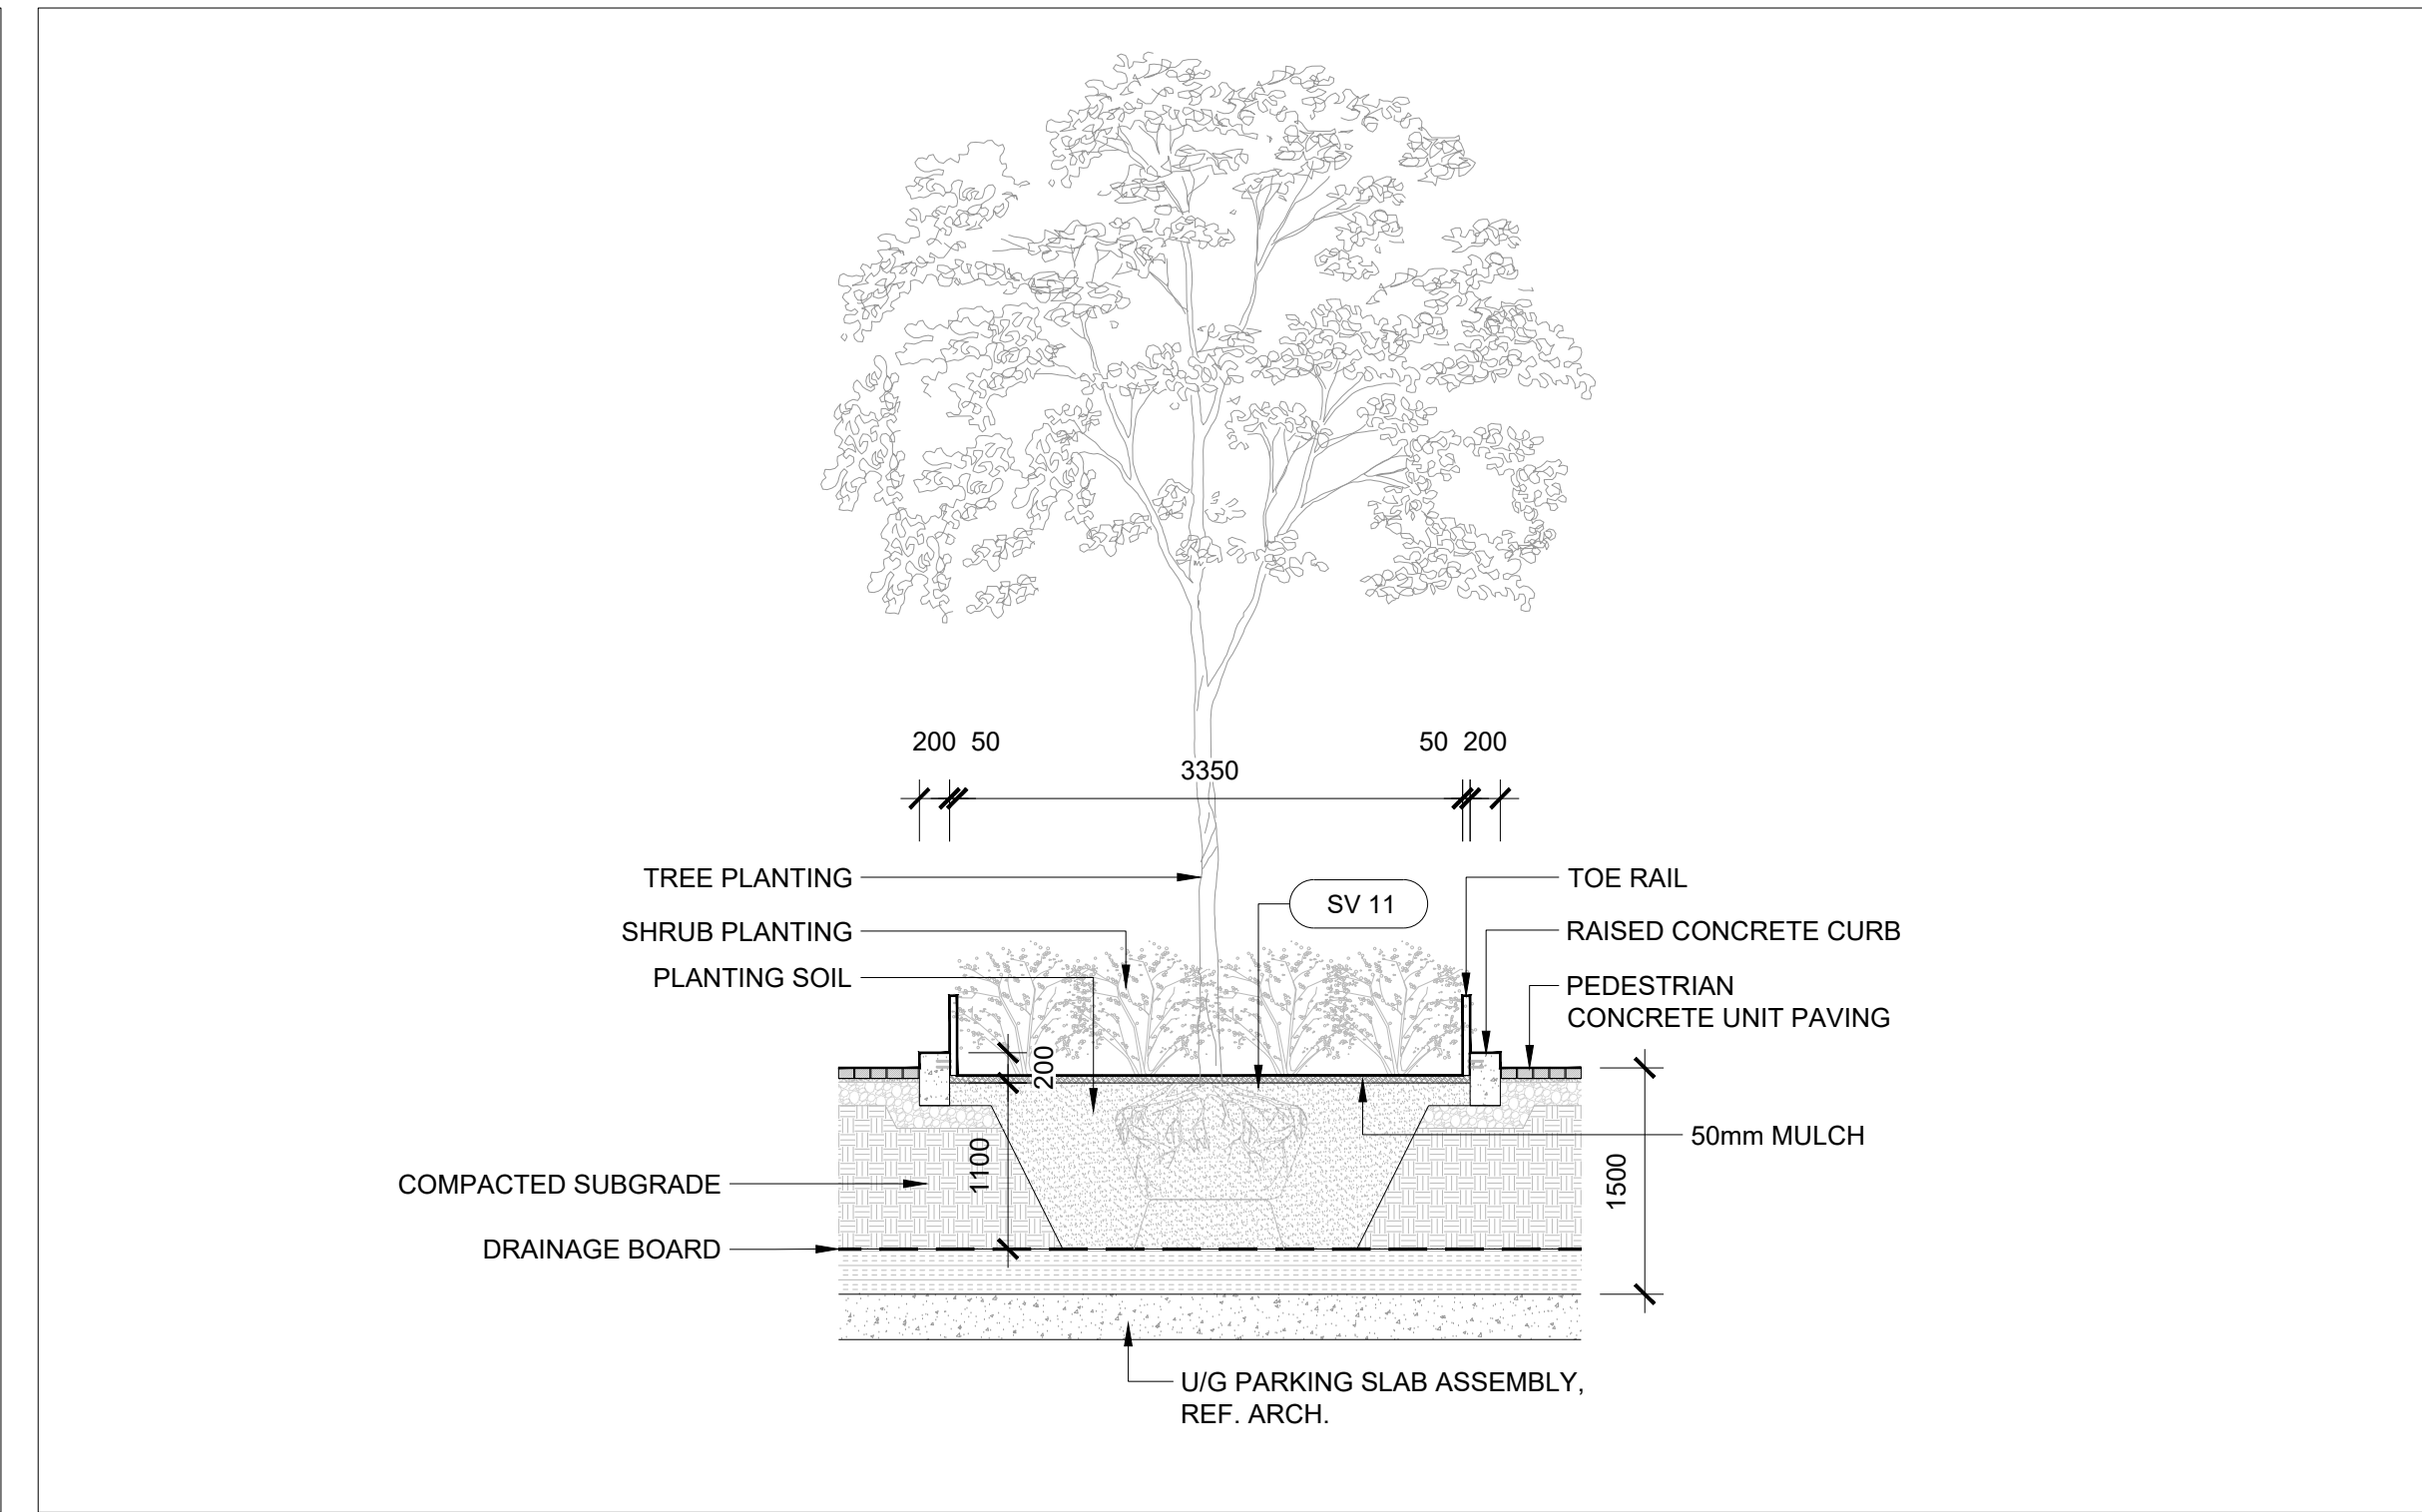 200 50
50 200
3350
TREE PLANTING
TOE RAIL
SV 11
SHRUB PLANTING
RAISED CONCRETE CURB
PLANTING SOIL
PEDESTRIAN
CONCRETE UNIT PAVING
200
50mm MULCH
1100
1500
COMPACTED SUBGRADE
DRAINAGE BOARD
U/G PARKING SLAB ASSEMBLY,
REF. ARCH.